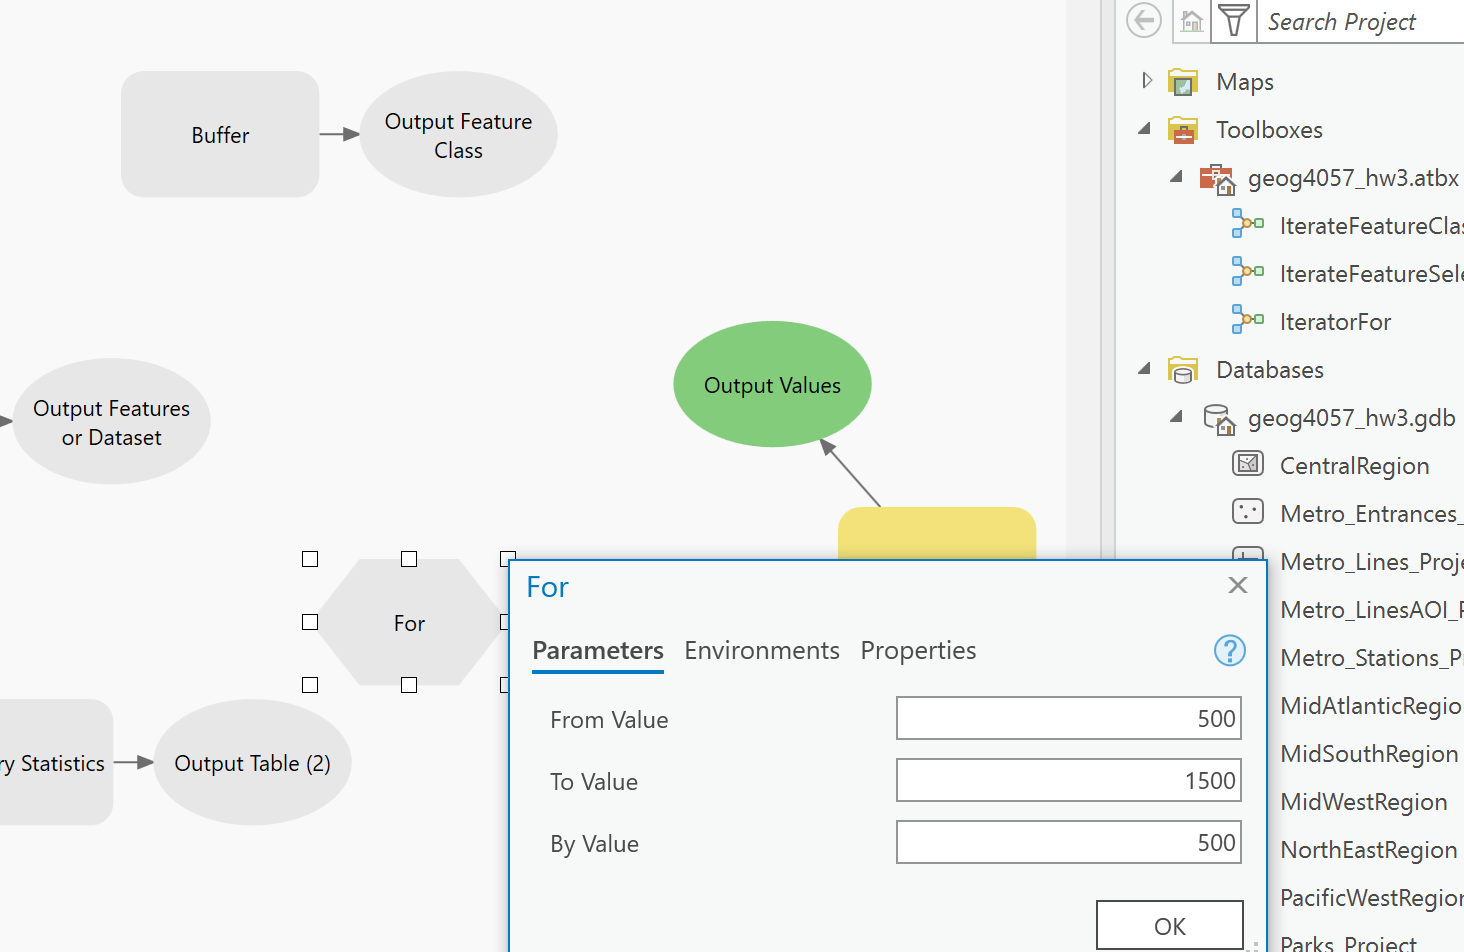 Search Project
Maps
Toolboxes
geog4057_hw3.atbx
IterateFeatureClas
IterateFeatureSele
IteratorFor
Databases
geog4057_hw3.gdb
CentralRegion
Metro_Entrances_
Metro_Lines_Proje
Metro_LinesAOI_P
Metro_Stations_P
MidAtlanticRegio
MidSouthRegion
MidWestRegion
NorthEastRegion
PacificWestRegion
Parks_Project
Buffer
Output Feature
Class
Output Values
Output Features
or Dataset
For
ry Statistics
Output Table (2)
For
Parameters Environments Properties
?
From Value 500
To Value 1500
By Value 500
OK